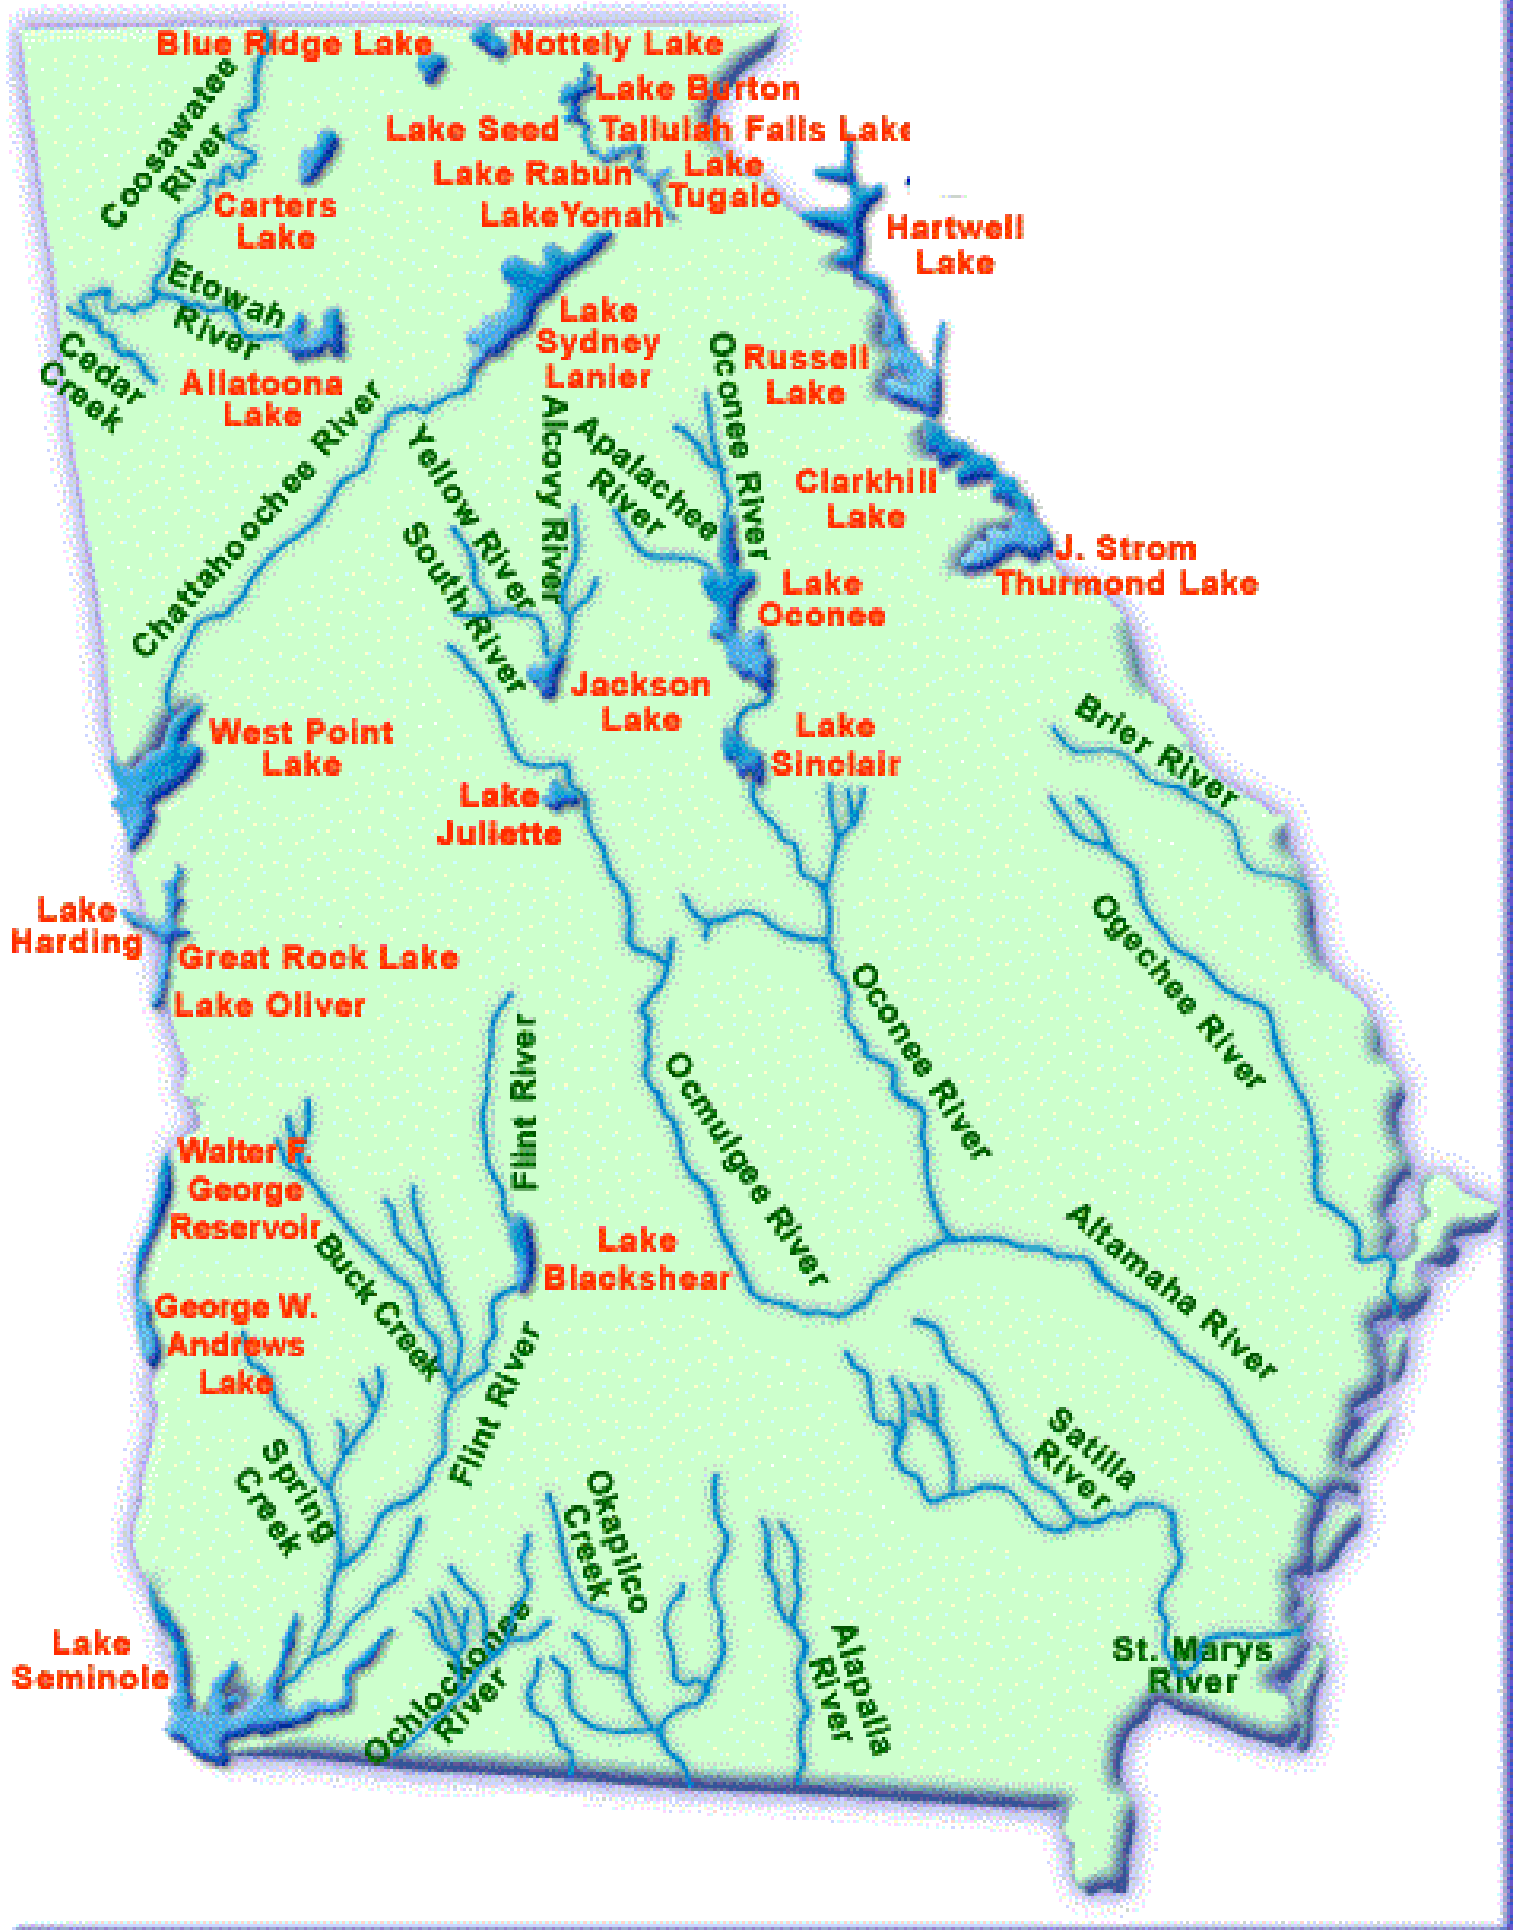 Blue Ridge Lake
Nottely Lake
Coosawatee
River
Lake Burton
Lake Seed
Tallulah Falls Lake
Lake Rabun
Lake
Tugalo
Lake Yonah
Carters
Lake
Hartwell
Lake
Etowah
River
Cedar
Creek
Allatoona
Lake
Lake
Sydney
Lanier
Oconee River
Russell
Lake
Chattahoochee River
Yellow River
Alcovy River
Apalachee
River
South River
Clarkhill
Lake
J. Strom
Thurmond Lake
Lake
Oconee
Jackson
Lake
West Point
Lake
Lake
Sinclair
Brier River
Lake
Juliette
Lake
Harding
Great Rock Lake
Lake Oliver
Ogechee River
Oconee River
Flint River
Ocmulgee River
Walter F.
George
Reservoir
Buck Creek
Lake
Blackshear
Altamaha River
George W.
Andrews
Lake
Flint River
Spring
Creek
Satilla
River
Okapilco
Creek
Lake
Seminole
Ochlockonee
River
Alapalla
River
St. Marys
River